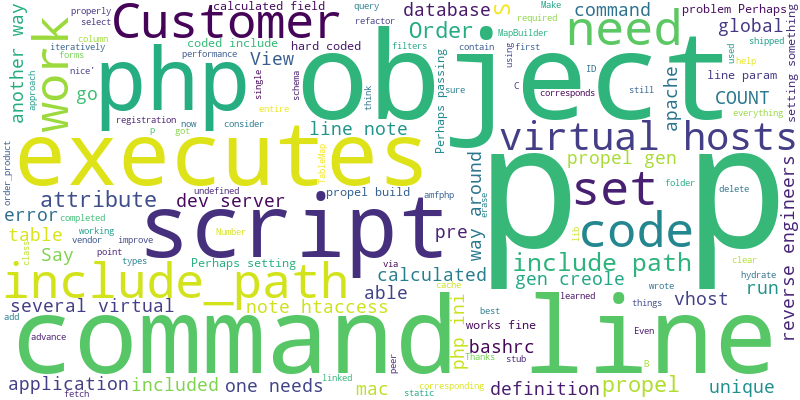 another way
work
properly
select
iteratively
nice'
column
forms
approach
go
Customer
calculated field
coded include
hard coded
View
php
performance
registration
now
consider
single
schema
entire
p
got
query
refactor
filters
think
database
Order
contain
sure
Perhaps passing
object
S
required
MapBuilder
first
using
C
corresponds
command
need
Make
ID
still
problem Perhaps
global
shipped
used
help
line param
COUNT
everything
apache
setting something
executes
line note
virtual hosts
order_product
undefined
TableMap
propel build
amfphp
attribute
dev server
script
p p
propel gen
set
folder
delete
reverse engineers
error
completed
table
working
vendor
improve
Say
point
class
types
Number
Perhaps setting
via
pre
way around
erase
code
lib
clear
include path
calculated
gen creole
hydrate
run
include_path
able
cache
wrote
several virtual
note htaccess
php ini
learned
things
vhost
add
command line
advance
peer
works fine
best
bashrc
Thanks
stub
Even
B
application
included
one needs
linked
mac
corresponding
definition
propel
unique
fetch
static